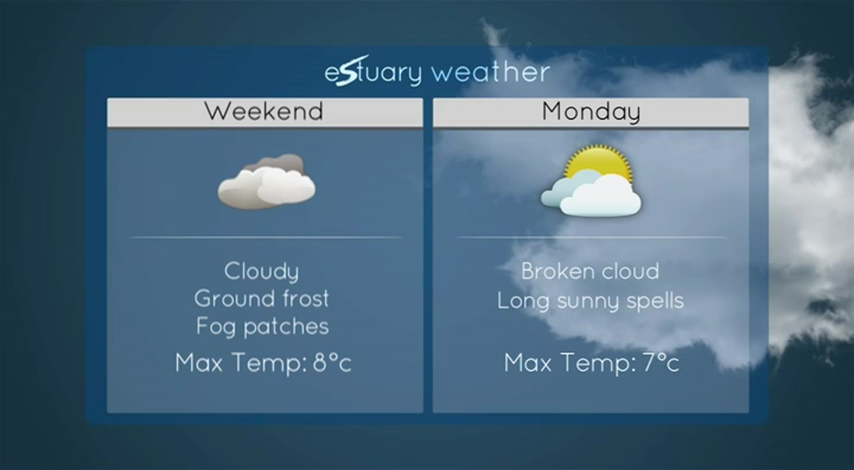 eStuary weather
Weekend
Cloudy
Ground frost
Fog patches
Max Temp: 8°c
Monday
Broken cloud
Long sunny spells
Max Temp: 7°c